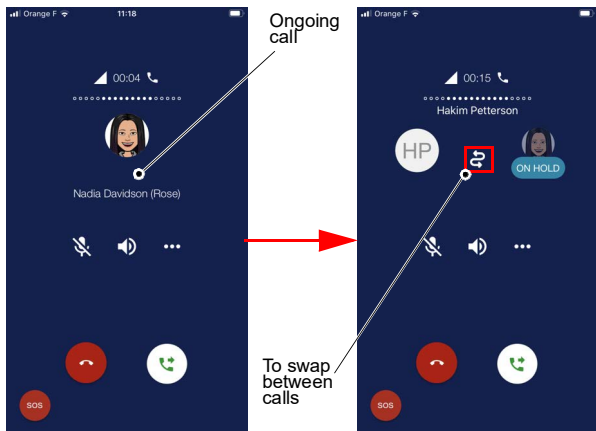 Orange F
11:18
Ongoing
call
00:04
Nadia Davidson (Rose)
SOS
Orange F
00:15
Hakim Petterson
HP
ON HOLD
To swap
between
calls
SOS